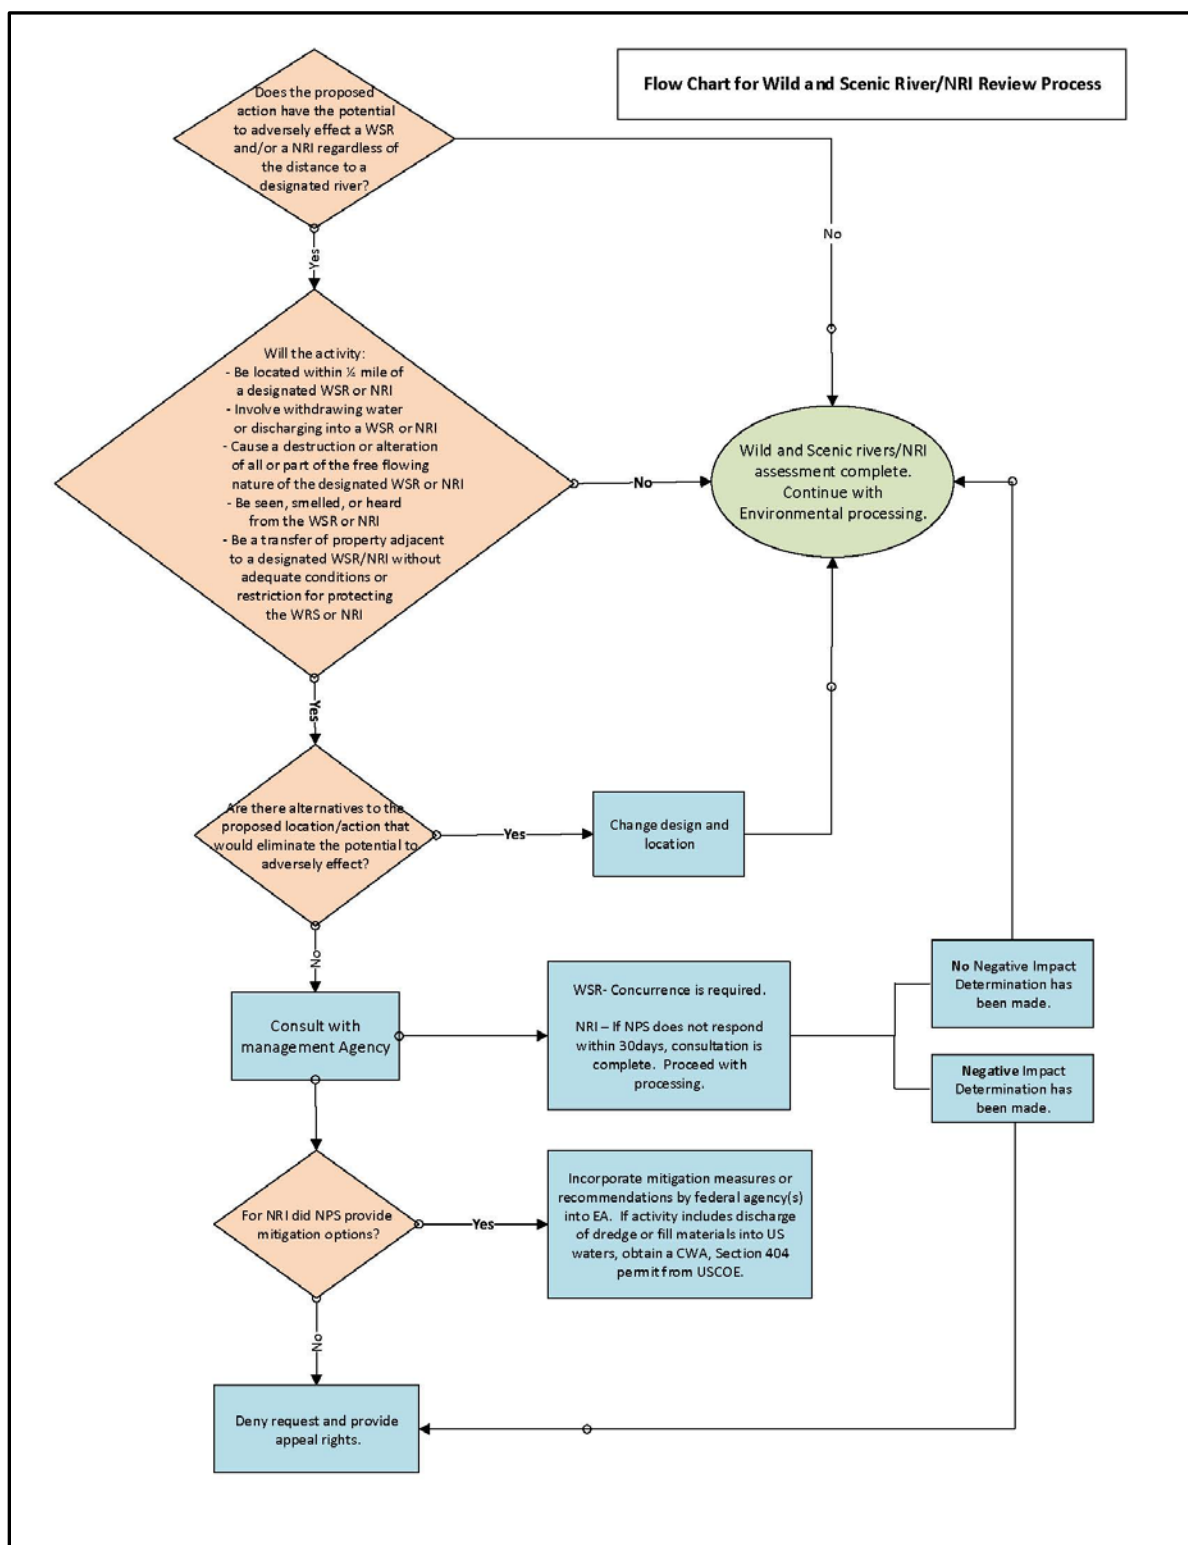 Flow Chart for Wild and Scenic River/NRI Review Process
Does the proposed
action have the potential
to adversely effect a WSR
and/or a NRI regardless of
the distance to a
designated river?
No
Yes
Will the activity:
- Be located within ¼ mile of
a designated WSR or NRI
- Involve withdrawing water
or discharging into a WSR or NRI
- Cause a destruction or alteration
of all or part of the free flowing
nature of the designated WSR or NRI
- Be seen, smelled, or heard
from the WSR or NRI
- Be a transfer of property adjacent
to a designated WSR/NRI without
adequate conditions or
restriction for protecting
the WRS or NRI
No
Wild and Scenic rivers/NRI
assessment complete.
Continue with
Environmental processing.
Yes
Are there alternatives to the
proposed location/action that
would eliminate the potential to
adversely effect?
Yes
Change design and
location
No
Consult with
management Agency
WSR- Concurrence is required.
NRI – If NPS does not respond
within 30days, consultation is
complete. Proceed with
processing.
No Negative Impact
Determination has
been made.
Negative Impact
Determination has
been made.
For NRI did NPS provide
mitigation options?
Yes
Incorporate mitigation measures or
recommendations by federal agency(s)
into EA. If activity includes discharge
of dredge or fill materials into US
waters, obtain a CWA, Section 404
permit from USCOE.
No
Deny request and provide
appeal rights.